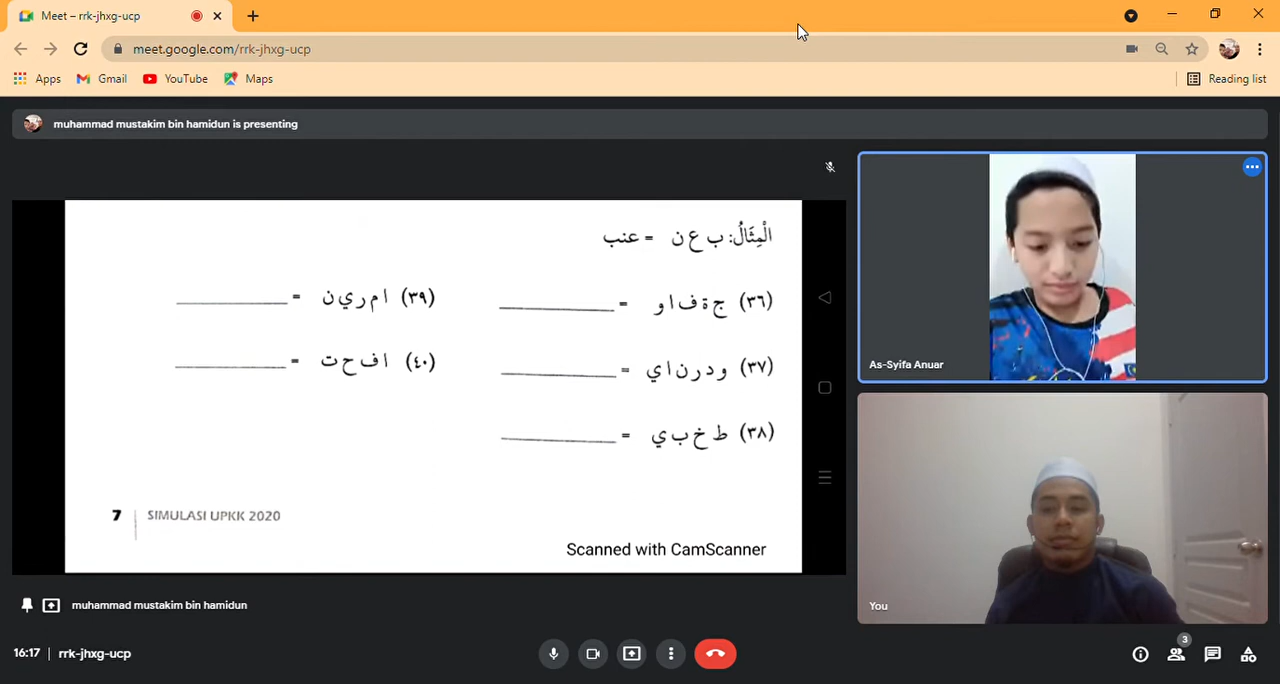 Meet – rrk-jhxg-ucp
meet.google.com/rrk-jhxg-ucp
Apps Gmail YouTube Maps Reading list
muhammad mustakim bin hamidun is presenting
الْمِثَالُ: ب ع ن = عنب
(٣٦) ج ة ف ا و = ________
(٣٧) و د ر ن ا ي = ________
(٣٨) ط خ ب ي = ________
(٣٩) ا م ر ي ن = ________
(٤٠) ا ف ح ت = ________
7 SIMULASI UPKK 2020
Scanned with CamScanner
muhammad mustakim bin hamidun
As-Syifa Anuar
You
16:17 | rrk-jhxg-ucp
3